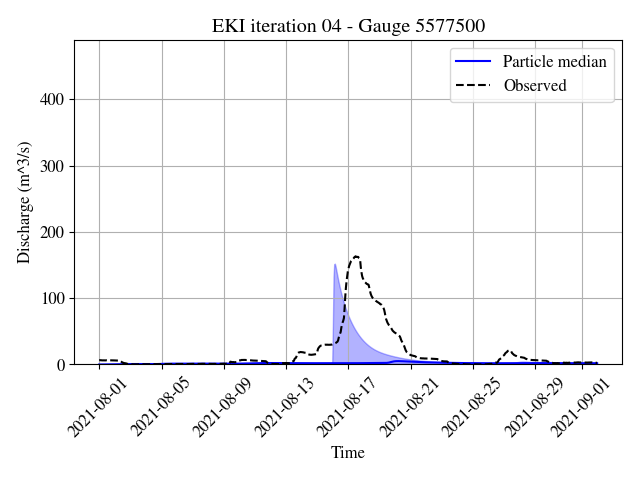 EKI iteration 04 - Gauge 5577500
Particle median
Observed
Discharge (m^3/s)
400
300
200
100
0
2021-08-01
2021-08-05
2021-08-09
2021-08-13
2021-08-17
2021-08-21
2021-08-25
2021-08-29
2021-09-01
Time